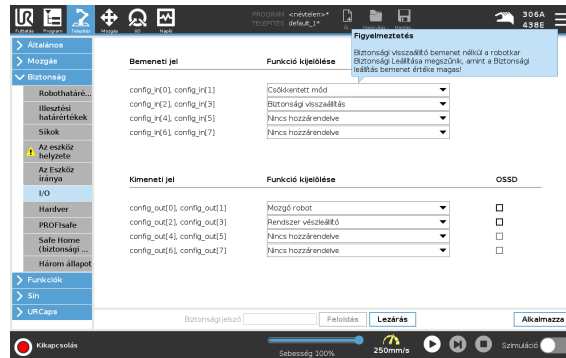 PROGRAM <névtelen>*
TELEPÍTÉS default_1*
Futtatás Program Telepítés Mozgás I/O Napló
306A
438E
Figyelmeztetés
Biztonsági visszaállító bemenet nélkül a robotkar
Biztonsági Leállítása megszűnik, amint a Biztonsági
leállítás bemenet értéke magas!
Általános
Mozgás
Biztonság
Robothatáré...
Illesztési
határértékek
Síkok
Az eszköz
helyzete
Az Eszköz
iránya
I/O
Hardver
PROFIsafe
Safe Home
(biztonsági ...
Három állapot
Funkciók
Sín
URCaps
Bemeneti jel Funkció kijelölése
config_in[0], config_in[1] Csökkentett mód
config_in[2], config_in[3] Biztonsági visszaállítás
config_in[4], config_in[5] Nincs hozzárendelve
config_in[6], config_in[7] Nincs hozzárendelve
Kimeneti jel Funkció kijelölése OSSD
config_out[0], config_out[1] Mozgó robot
config_out[2], config_out[3] Rendszer vészleállító
config_out[4], config_out[5] Nincs hozzárendelve
config_out[6], config_out[7] Nincs hozzárendelve
Biztonsági jelszó Feloldás Lezárás Alkalmazza
Kikapcsolás
Sebesség 100%
250mm/s
Szimuláció